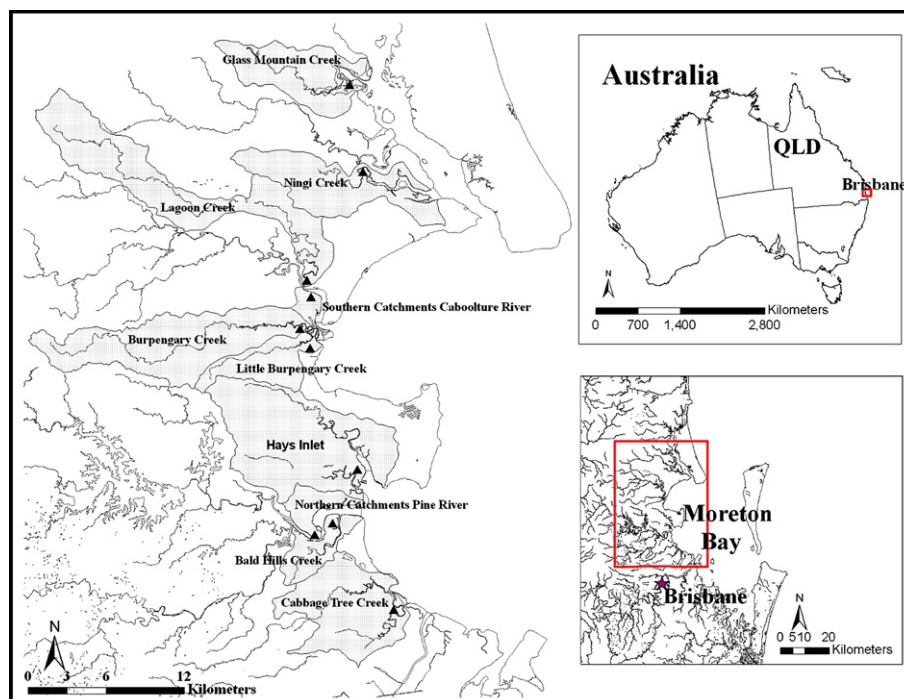 Glass Mountain Creek
Ningi Creek
Lagoon Creek
Southern Catchments Caboolture River
Burpengary Creek
Little Burpengary Creek
Hays Inlet
Northern Catchments Pine River
Bald Hills Creek
Cabbage Tree Creek
N
0 3 6 12
Kilometers
Australia
QLD
Brisbane
N
Kilometers
0 700 1,400 2,800
Moreton
Bay
Brisbane
N
0 510 20
Kilometers